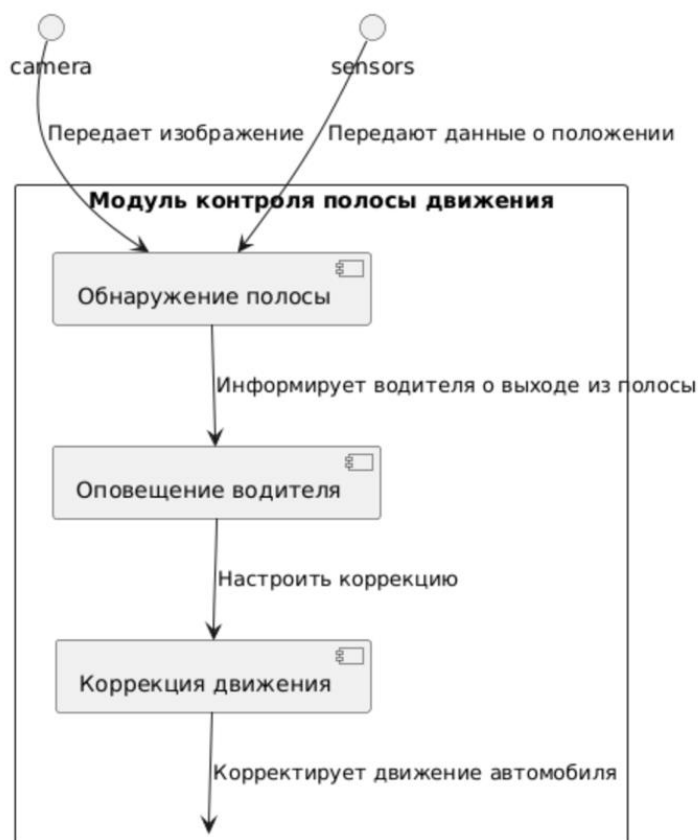 camera
sensors
Передает изображение
Передают данные о положении
Модуль контроля полосы движения
Обнаружение полосы
Информирует водителя о выходе из полосы
Оповещение водителя
Настроить коррекцию
Коррекция движения
Корректирует движение автомобиля